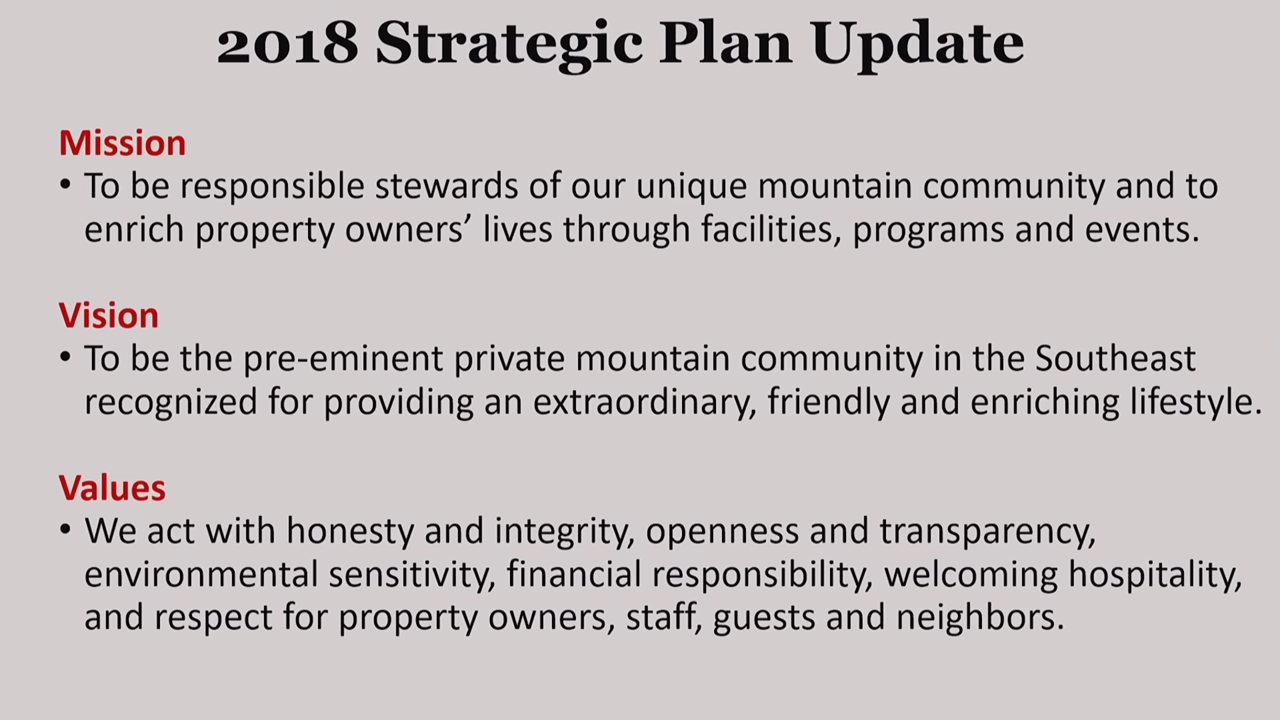 2018 Strategic Plan Update
Mission
• To be responsible stewards of our unique mountain community and to
enrich property owners’ lives through facilities, programs and events.
Vision
• To be the pre-eminent private mountain community in the Southeast
recognized for providing an extraordinary, friendly and enriching lifestyle.
Values
• We act with honesty and integrity, openness and transparency,
environmental sensitivity, financial responsibility, welcoming hospitality,
and respect for property owners, staff, guests and neighbors.